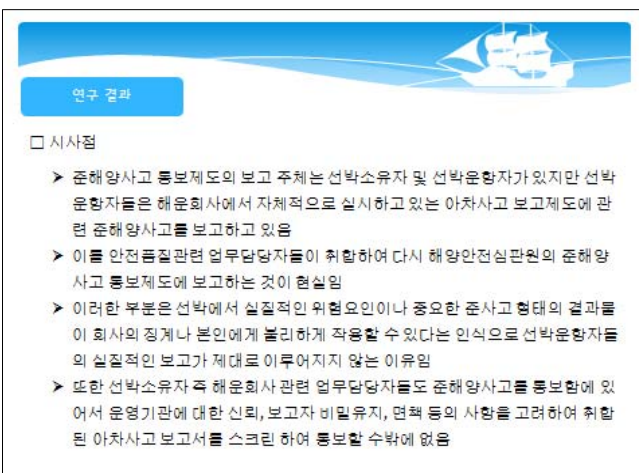 연구 결과
□ 시사점
➤ 준해양사고 통보제도의 보고 주체는 선박소유자 및 선박운항자가 있지만 선박
운항자들은 해운회사에서 자체적으로 실시하고 있는 아차사고 보고제도에 관
련 준해양사고를 보고하고 있음
➤ 이를 안전품질관련 업무담당자들이 취합하여 다시 해양안전심판원의 준해양
사고 통보제도에 보고하는 것이 현실임
➤ 이러한 부분은 선박에서 실질적인 위험요인이나 중요한 준사고 형태의 결과물
이 회사의 징계나 본인에게 불리하게 작용할 수 있다는 인식으로 선박운항자들
의 실질적인 보고가 제대로 이루어지지 않는 이유임
➤ 또한 선박소유자 즉 해운회사 관련 업무담당자들도 준해양사고를 통보함에 있
어서 운영기관에 대한 신뢰, 보고자 비밀유지, 면책 등의 사항을 고려하여 취합
된 아차사고 보고서를 스크린 하여 통보할 수밖에 없음